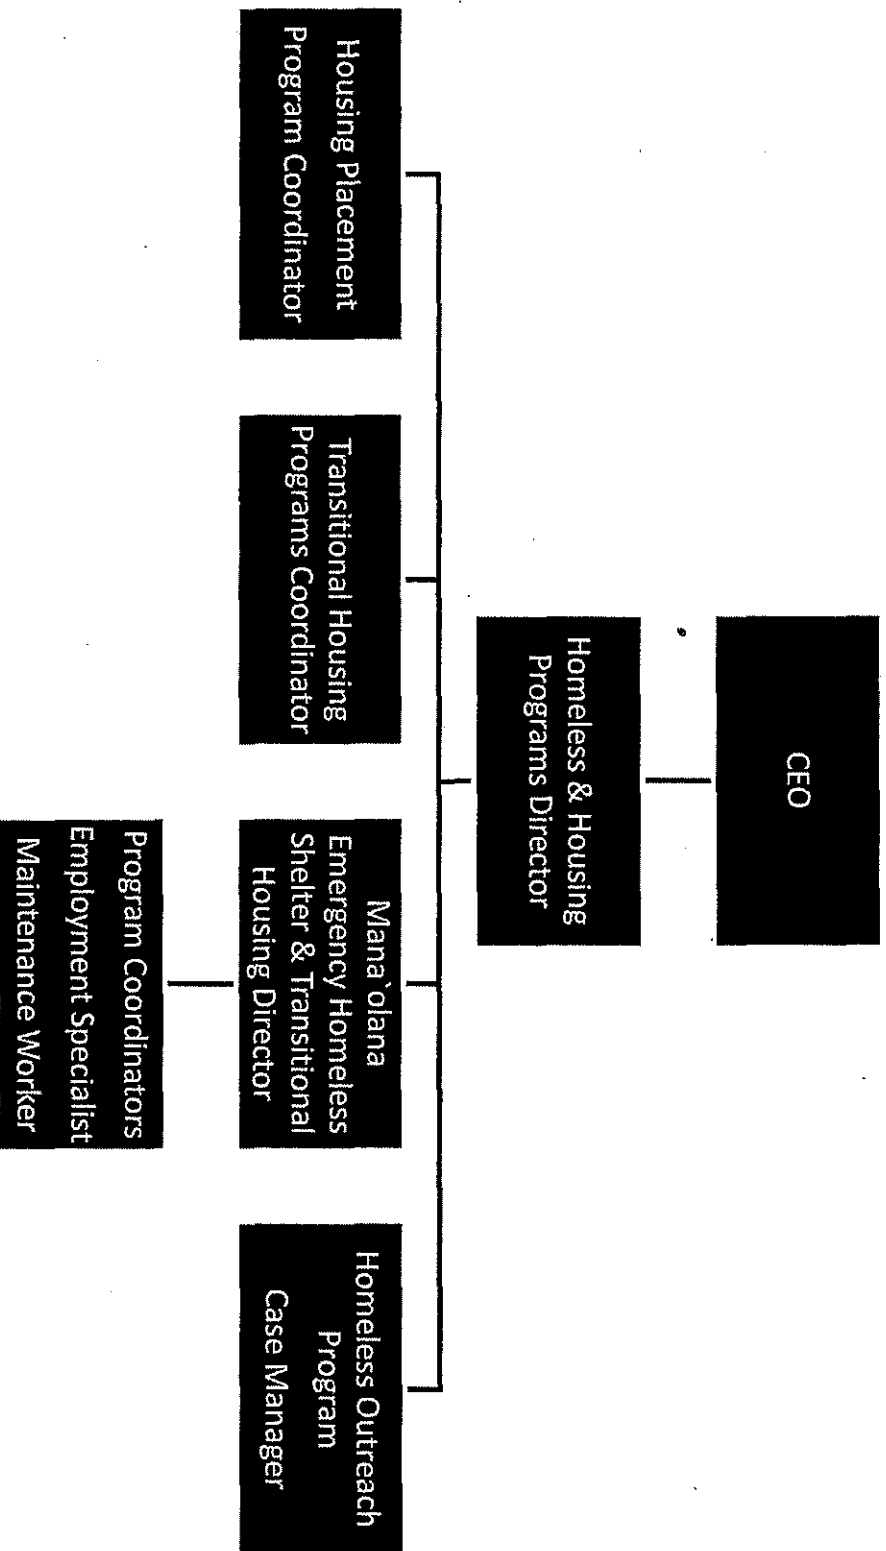 CEO
Homeless & Housing
Programs Director
Housing Placement
Program Coordinator
Transitional Housing
Programs Coordinator
Mana`olana
Emergency Homeless
Shelter & Transitional
Housing Director
Homeless Outreach
Program
Case Manager
Program Coordinators
Employment Specialist
Maintenance Worker